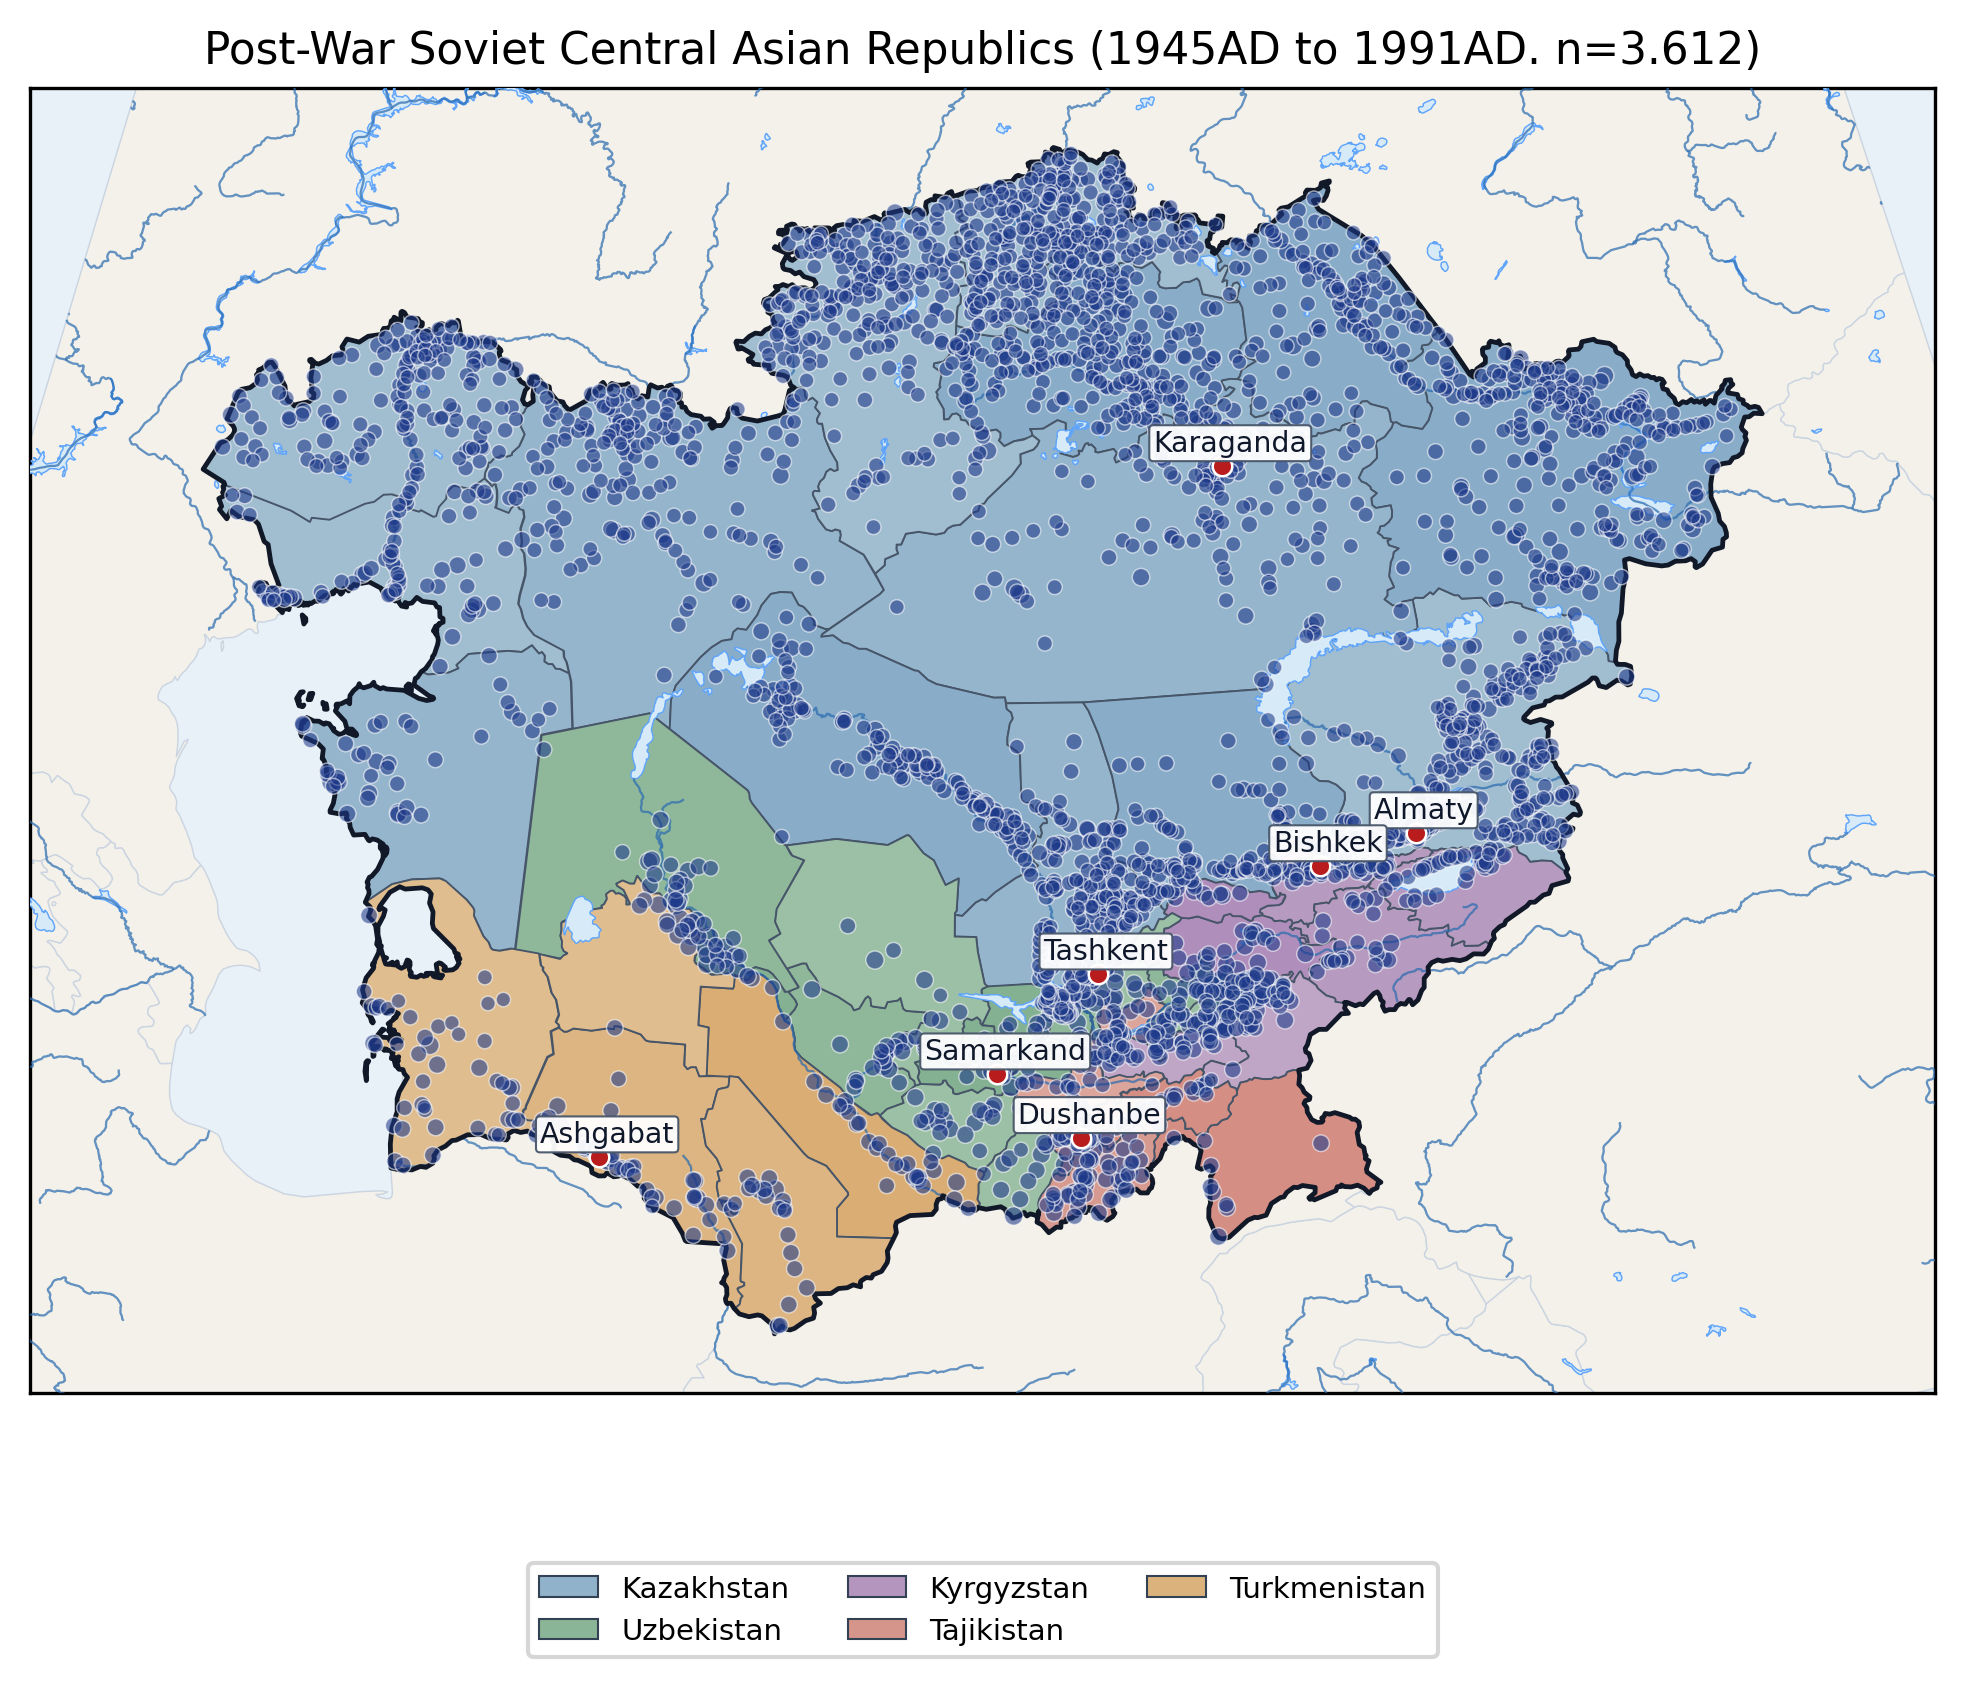 Post-War Soviet Central Asian Republics (1945AD to 1991AD. n=3.612)
Karaganda
Almaty
Bishkek
Tashkent
Samarkand
Dushanbe
Ashgabat
Kazakhstan
Uzbekistan
Kyrgyzstan
Tajikistan
Turkmenistan